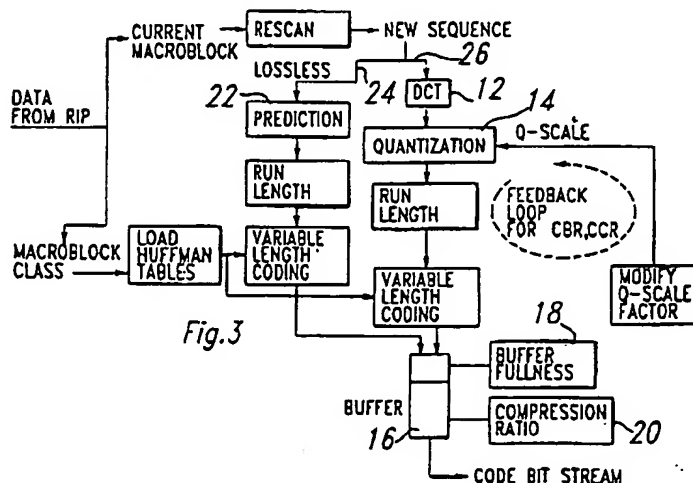 CURRENT
MACROBLOCK
RESCAN
NEW SEQUENCE
26
LOSSLESS
24
DCT
12
DATA
FROM RIP
22
PREDICTION
14
QUANTIZATION
Q-SCALE
RUN
LENGTH
RUN
LENGTH
FEEDBACK
LOOP
FOR CBR,CCR
MACROBLOCK
CLASS
LOAD
HUFFMAN
TABLES
VARIABLE
LENGTH
CODING
VARIABLE
LENGTH
CODING
MODIFY
Q-SCALE
FACTOR
Fig.3
18
BUFFER
FULLNESS
BUFFER
16
COMPRESSION
RATIO
20
CODE BIT STREAM